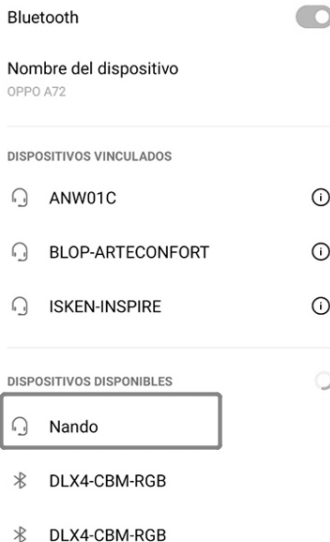 Bluetooth
Nombre del dispositivo
OPPO A72
DISPOSITIVOS VINCULADOS
ANW01C
BLOP-ARTECONFORT
ISKEN-INSPIRE
DISPOSITIVOS DISPONIBLES
Nando
DLX4-CBM-RGB
DLX4-CBM-RGB